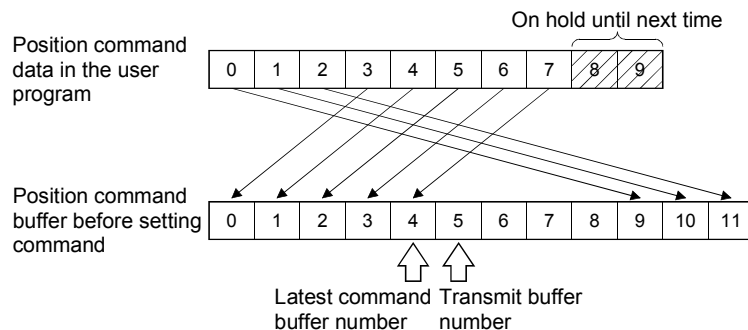 On hold until next time
Position command
data in the user
program
0 1 2 3 4 5 6 7 8 9
Position command
buffer before setting
command
0 1 2 3 4 5 6 7 8 9 10 11
Latest command
buffer number
Transmit buffer
number